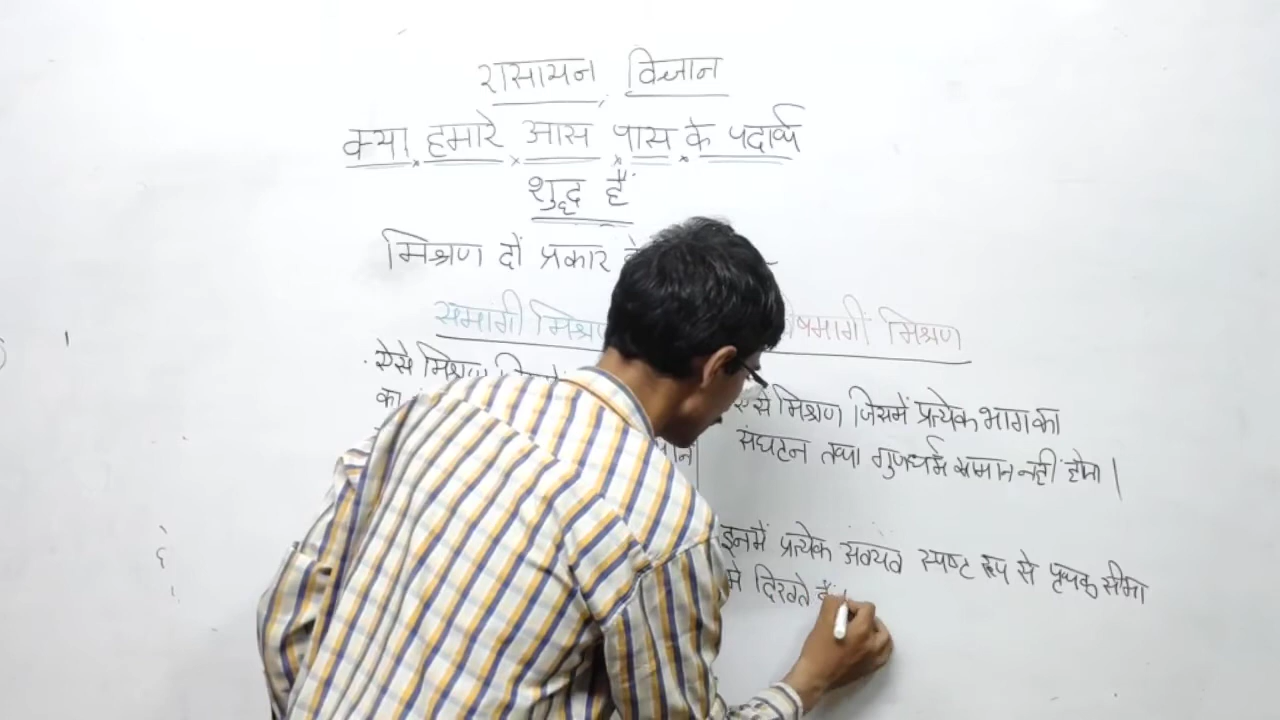 रासायन विज्ञान
क्या हमारे आस पास के पदार्थ
शुद्ध हैं
मिश्रण दो प्रकार
समांगी मिश्रण
विषमागीं मिश्रण
ऐसे मिश्रण
का
ऐसे मिश्रण जिसमें प्रत्येक भाग का
संघटन तथा गुणधर्म समान नहीं होता |
इनमें प्रत्येक अवयव स्पष्ट रूप से पृथक सीमा
मे दिखते हैं।